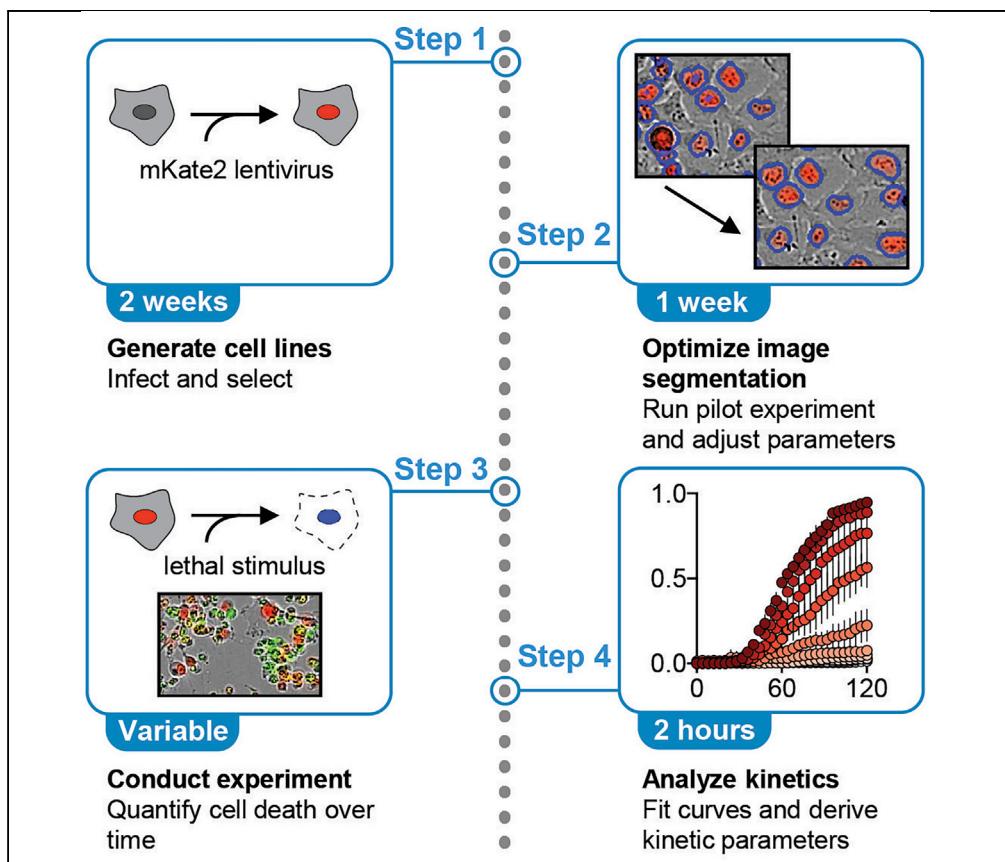 Step 1
mKate2 lentivirus
2 weeks
Generate cell lines
Infect and select
Step 2
1 week
Optimize image
segmentation
Run pilot experiment
and adjust parameters
Step 3
lethal stimulus
Variable
Conduct experiment
Quantify cell death over
time
Step 4
1.0
0.5
0.0
0 60 120
2 hours
Analyze kinetics
Fit curves and derive
kinetic parameters